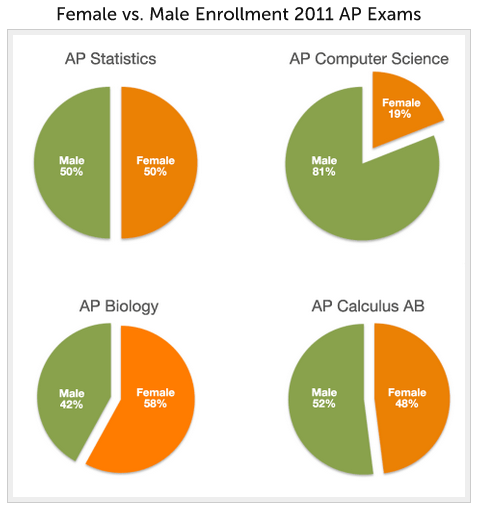 Female vs. Male Enrollment 2011 AP Exams
AP Statistics
Male
50%
Female
50%
AP Computer Science
Female
19%
Male
81%
AP Biology
Male
42%
Female
58%
AP Calculus AB
Male
52%
Female
48%